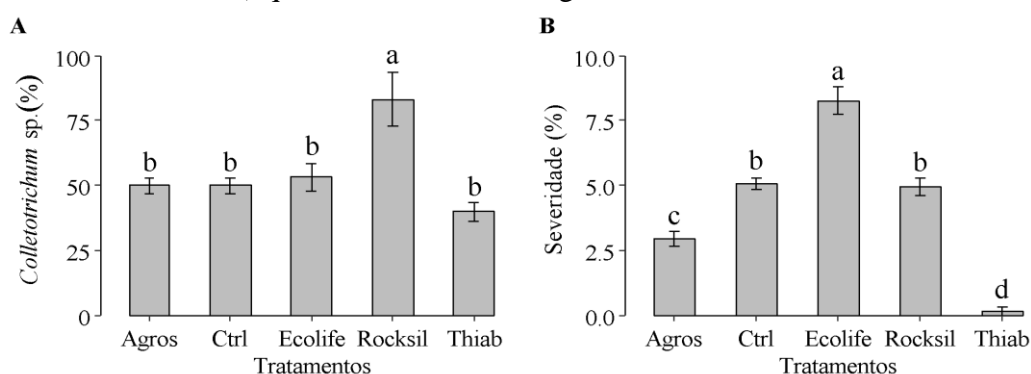 A
B
Colletotrichum sp.(%)
100
75
50
25
0
b
b
b
a
b
Agros Ctrl Ecolife Rocksil Thiab
Tratamentos
Severidade (%)
10.0
7.5
5.0
2.5
0.0
c
b
a
b
d
Agros Ctrl Ecolife Rocksil Thiab
Tratamentos